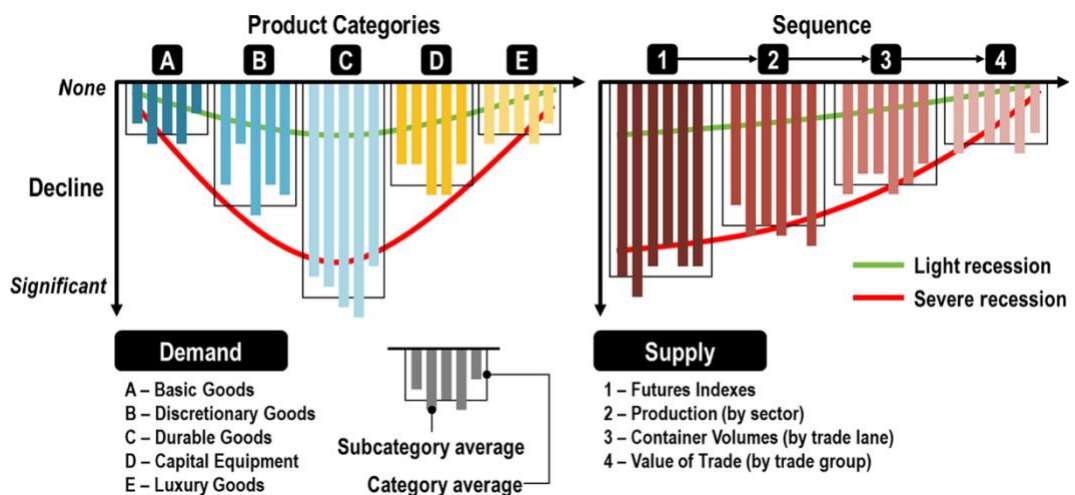 Product Categories
Sequence
A B C D E
1 2 3 4
None
Decline
Significant
Light recession
Severe recession
Demand
A – Basic Goods
B – Discretionary Goods
C – Durable Goods
D – Capital Equipment
E – Luxury Goods
Subcategory average
Category average
Supply
1 – Futures Indexes
2 – Production (by sector)
3 – Container Volumes (by trade lane)
4 – Value of Trade (by trade group)